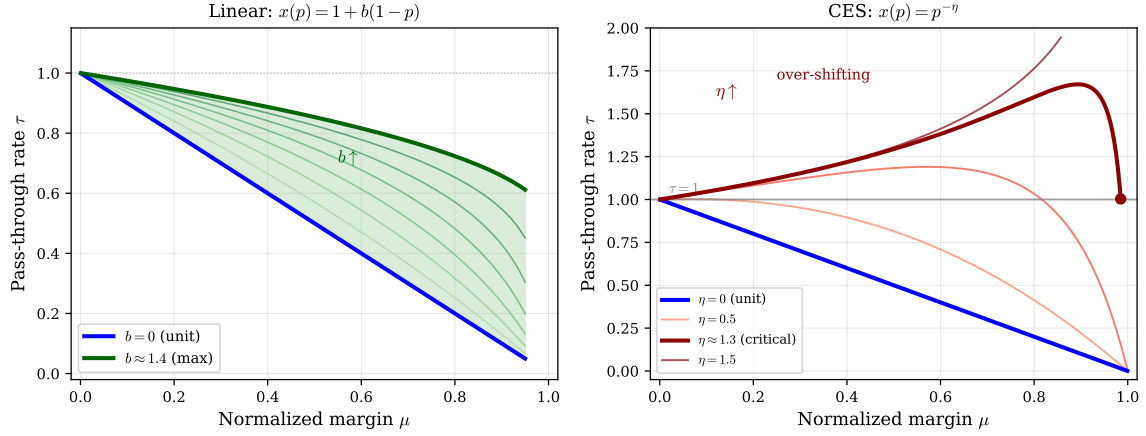 Linear: x(p) = 1 + b(1 − p)
Pass-through rate τ
1.0
0.8
0.6
0.4
0.2
0.0
b↑
b = 0 (unit)
b ≈ 1.4 (max)
0.0 0.2 0.4 0.6 0.8 1.0
Normalized margin μ
CES: x(p) = p^{−η}
Pass-through rate τ
2.00
1.75
1.50
1.25
1.00
0.75
0.50
0.25
0.00
over-shifting
η↑
τ = 1
η = 0 (unit)
η = 0.5
η ≈ 1.3 (critical)
η = 1.5
0.0 0.2 0.4 0.6 0.8 1.0
Normalized margin μ